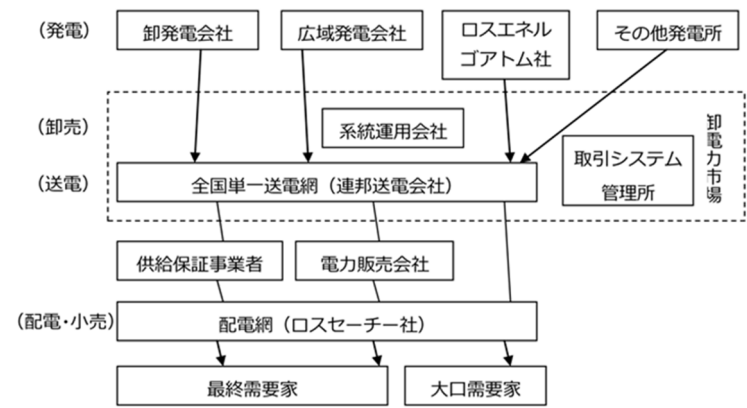 (発電)
卸発電会社
広域発電会社
ロスエネル
ゴアトム社
その他発電所
(卸売)
系統運用会社
卸電力市場
取引システム
管理所
(送電)
全国単一送電網（連邦送電会社）
供給保証事業者
電力販売会社
(配電・小売)
配電網（ロスセーチー社）
最終需要家
大口需要家